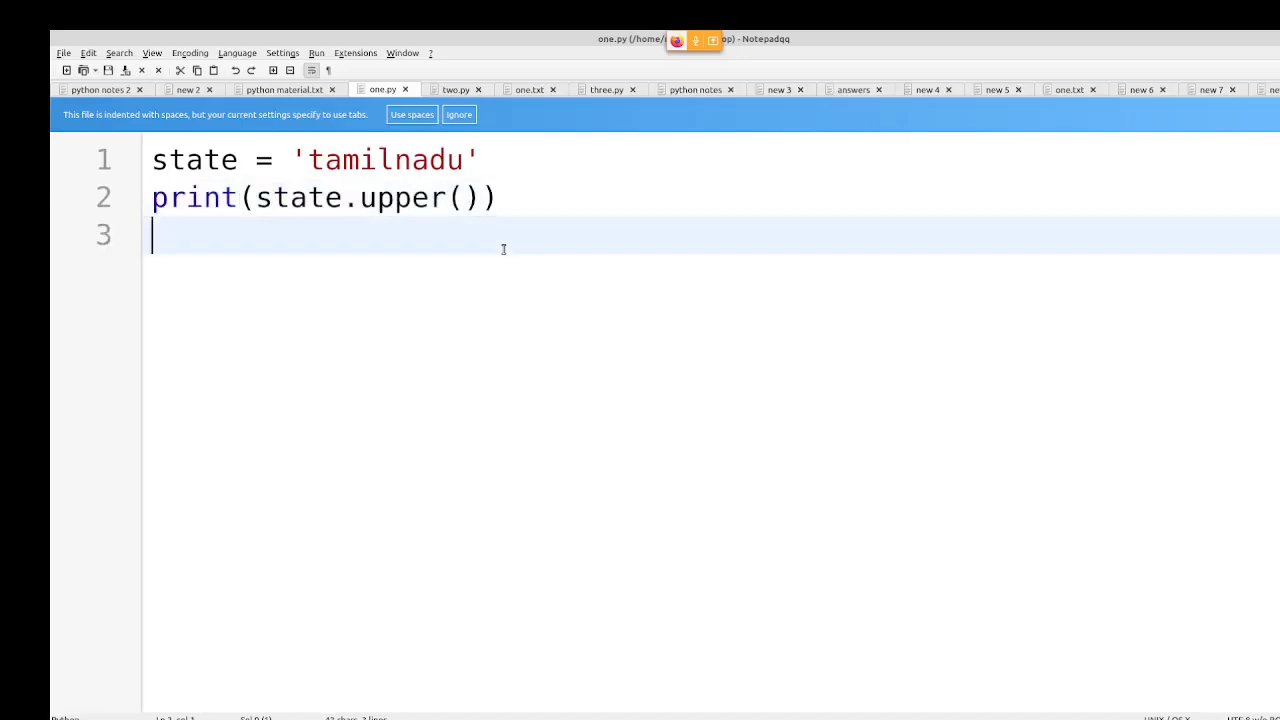 one.py (/home/ op) - Notepadqq
File Edit Search View Encoding Language Settings Run Extensions Window ?
python notes 2 new 2 python material.txt one.py two.py one.txt three.py python notes new 3 answers new 4 new 5 one.txt new 6 new 7
This file is indented with spaces, but your current settings specify to use tabs. Use spaces Ignore
1 state = 'tamilnadu'
2 print(state.upper())
3